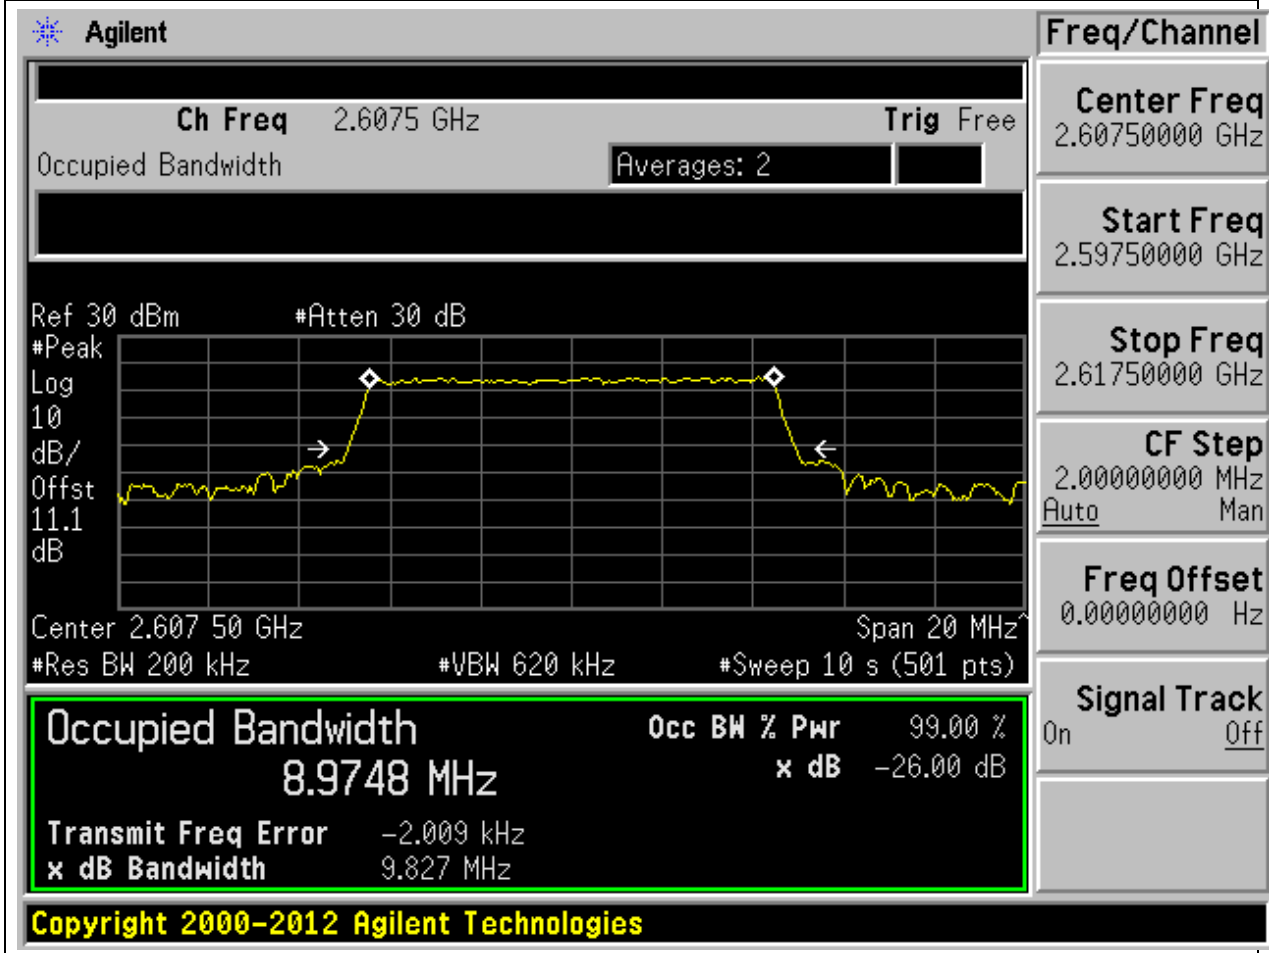 Agilent
Freq/Channel
Ch Freq 2.6075 GHz Trig Free
Occupied Bandwidth Averages: 2
Center Freq
2.60750000 GHz
Start Freq
2.59750000 GHz
Stop Freq
2.61750000 GHz
CF Step
2.00000000 MHz
Auto Man
Freq Offset
0.00000000 Hz
Signal Track
On Off
Ref 30 dBm #Atten 30 dB
#Peak
Log
10
dB/
Offst
11.1
dB
Center 2.607 50 GHz Span 20 MHz^
#Res BW 200 kHz #VBW 620 kHz #Sweep 10 s (501 pts)
Occupied Bandwidth Occ BW % Pwr 99.00 %
8.9748 MHz x dB -26.00 dB
Transmit Freq Error -2.009 kHz
x dB Bandwidth 9.827 MHz
Copyright 2000-2012 Agilent Technologies